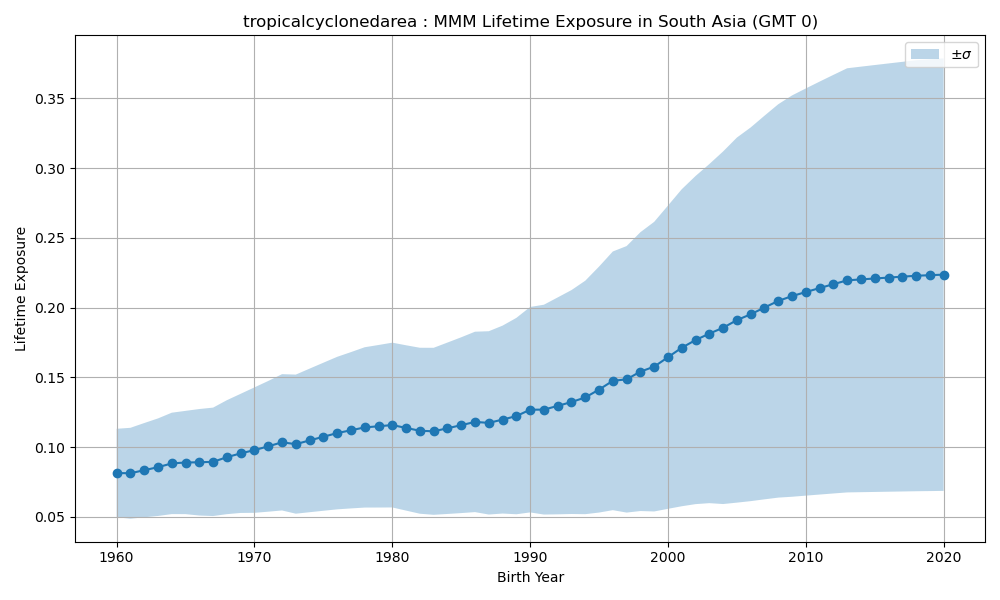 tropicalcyclonedarea : MMM Lifetime Exposure in South Asia (GMT 0)
±σ
Lifetime Exposure
0.35
0.30
0.25
0.20
0.15
0.10
0.05
1960 1970 1980 1990 2000 2010 2020
Birth Year